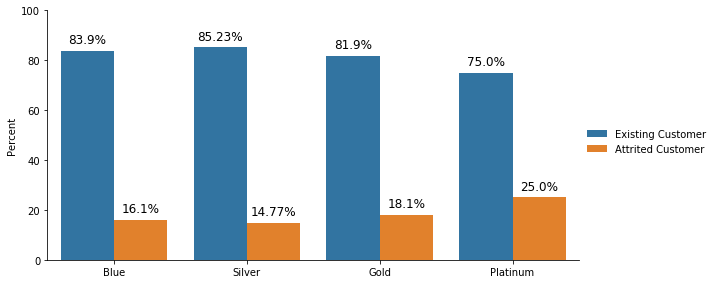 100
80
60
40
20
0
Percent
83.9%
16.1%
85.23%
14.77%
81.9%
18.1%
75.0%
25.0%
Blue
Silver
Gold
Platinum
Existing Customer
Attrited Customer